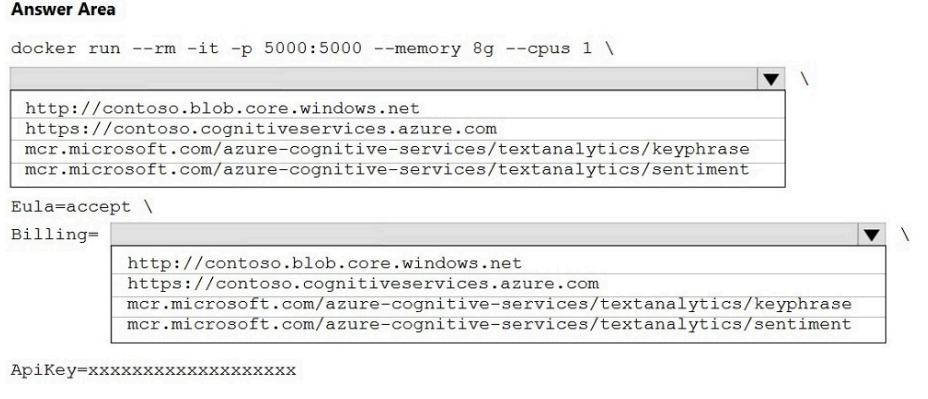 Answer Area
docker run --rm -it -p 5000:5000 --memory 8g --cpus 1 \
\
http://contoso.blob.core.windows.net
https://contoso.cognitiveservices.azure.com
mcr.microsoft.com/azure-cognitive-services/textanalytics/keyphrase
mcr.microsoft.com/azure-cognitive-services/textanalytics/sentiment
Eula=accept \
Billing= \
http://contoso.blob.core.windows.net
https://contoso.cognitiveservices.azure.com
mcr.microsoft.com/azure-cognitive-services/textanalytics/keyphrase
mcr.microsoft.com/azure-cognitive-services/textanalytics/sentiment
ApiKey=xxxxxxxxxxxxxxxxxxx